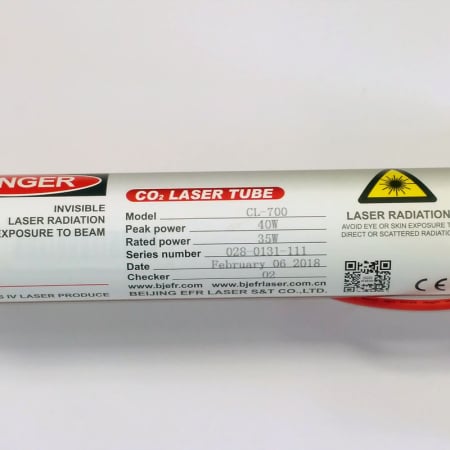 NGER
INVISIBLE
LASER RADIATION
EXPOSURE TO BEAM
IV LASER PRODUCE
CO₂ LASER TUBE
Model CL-700
Peak power 40W
Rated power 35W
Series number 028-0131-111
Date February 06 2018
Checker 02
www.bjefr.com www.bjefrlaser.com.cn
BEIJING EFR LASER S&T CO.,LTD.
LASER RADIATION
AVOID EYE OR SKIN EXPOSURE TO
DIRECT OR SCATTERED RADIATI
CE